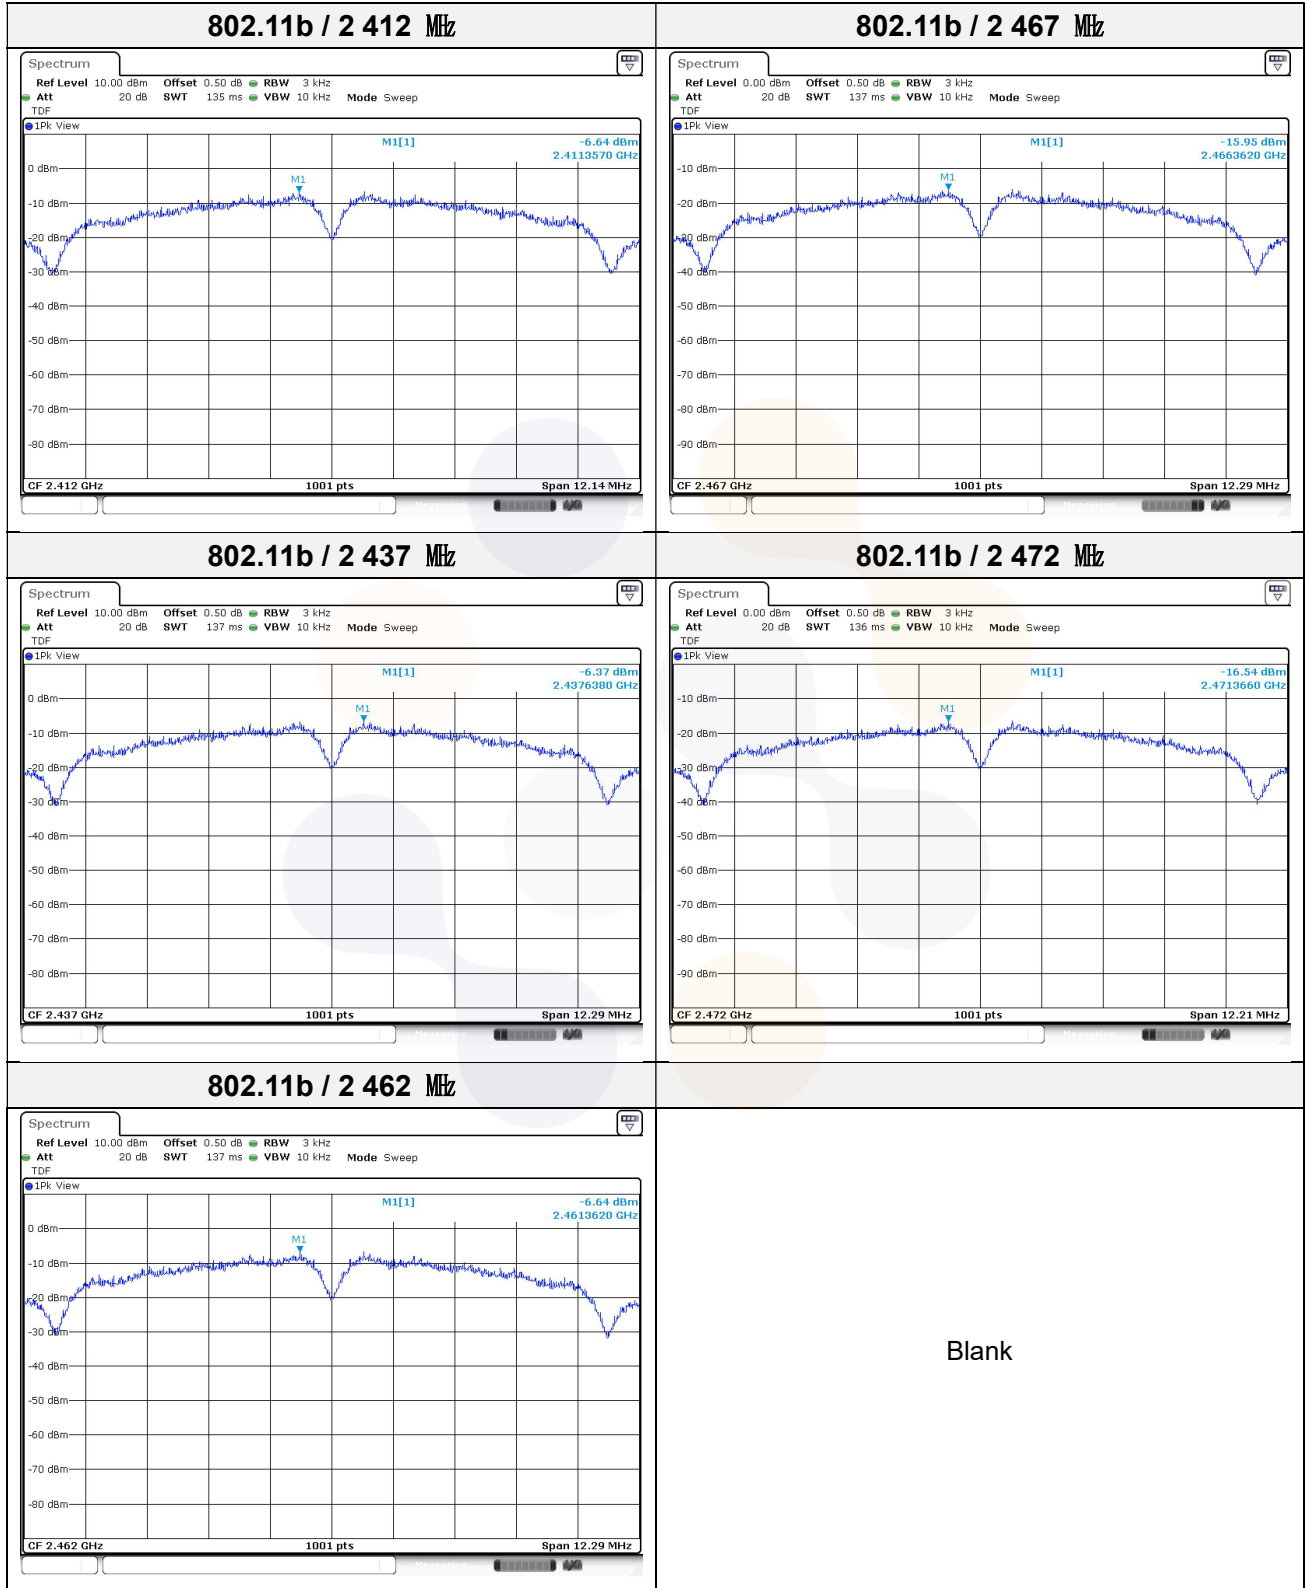 802.11b / 2 412 ㎒
Spectrum
Ref Level 10.00 dBm Offset 0.50 dB RBW 3 kHz
Att 20 dB SWT 135 ms VBW 10 kHz Mode Sweep
TDF
1Pk View
M1[1] -6.64 dBm
2.4113570 GHz
M1
0 dBm
-10 dBm
-20 dBm
-30 dBm
-40 dBm
-50 dBm
-60 dBm
-70 dBm
-80 dBm
CF 2.412 GHz 1001 pts Span 12.14 MHz
Measuring...
802.11b / 2 467 ㎒
Spectrum
Ref Level 0.00 dBm Offset 0.50 dB RBW 3 kHz
Att 20 dB SWT 137 ms VBW 10 kHz Mode Sweep
TDF
1Pk View
M1[1] -15.95 dBm
2.4663620 GHz
M1
-10 dBm
-20 dBm
-30 dBm
-40 dBm
-50 dBm
-60 dBm
-70 dBm
-80 dBm
-90 dBm
CF 2.467 GHz 1001 pts Span 12.29 MHz
Measuring...
802.11b / 2 437 ㎒
Spectrum
Ref Level 10.00 dBm Offset 0.50 dB RBW 3 kHz
Att 20 dB SWT 137 ms VBW 10 kHz Mode Sweep
TDF
1Pk View
M1[1] -6.37 dBm
2.4376380 GHz
M1
0 dBm
-10 dBm
-20 dBm
-30 dBm
-40 dBm
-50 dBm
-60 dBm
-70 dBm
-80 dBm
CF 2.437 GHz 1001 pts Span 12.29 MHz
Measuring...
802.11b / 2 472 ㎒
Spectrum
Ref Level 0.00 dBm Offset 0.50 dB RBW 3 kHz
Att 20 dB SWT 136 ms VBW 10 kHz Mode Sweep
TDF
1Pk View
M1[1] -16.54 dBm
2.4713660 GHz
M1
-10 dBm
-20 dBm
-30 dBm
-40 dBm
-50 dBm
-60 dBm
-70 dBm
-80 dBm
-90 dBm
CF 2.472 GHz 1001 pts Span 12.21 MHz
Measuring...
802.11b / 2 462 ㎒
Spectrum
Ref Level 10.00 dBm Offset 0.50 dB RBW 3 kHz
Att 20 dB SWT 137 ms VBW 10 kHz Mode Sweep
TDF
1Pk View
M1[1] -6.64 dBm
2.4613620 GHz
M1
0 dBm
-10 dBm
-20 dBm
-30 dBm
-40 dBm
-50 dBm
-60 dBm
-70 dBm
-80 dBm
CF 2.462 GHz 1001 pts Span 12.29 MHz
Measuring...
Blank